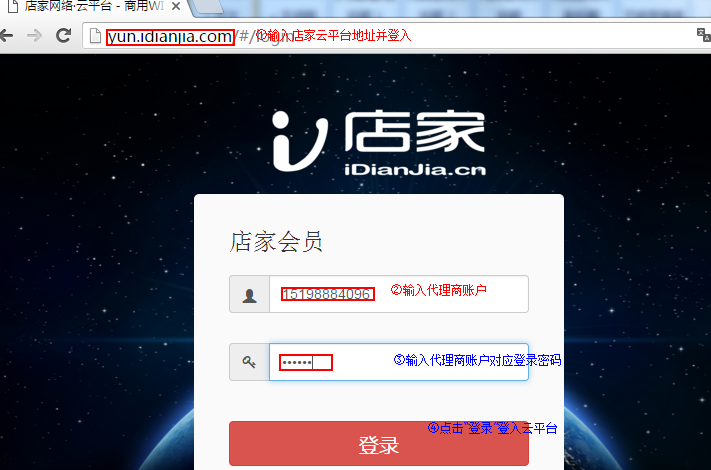 店家网络·云平台 - 商用WI
yun.idianjia.com/#/login ①输入店家云平台地址并登入
店家
iDianJia.cn
店家会员
15198884096 ②输入代理商账户
•••••• ③输入代理商账户对应登录密码
④点击“登录”登入云平台
登录